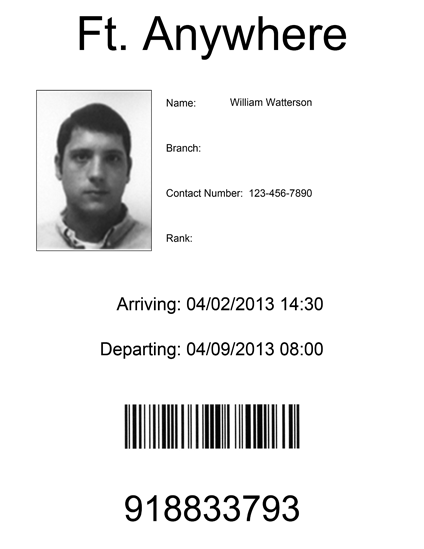 Ft. Anywhere
Name: William Watterson
Branch:
Contact Number: 123-456-7890
Rank:
Arriving: 04/02/2013 14:30
Departing: 04/09/2013 08:00
918833793